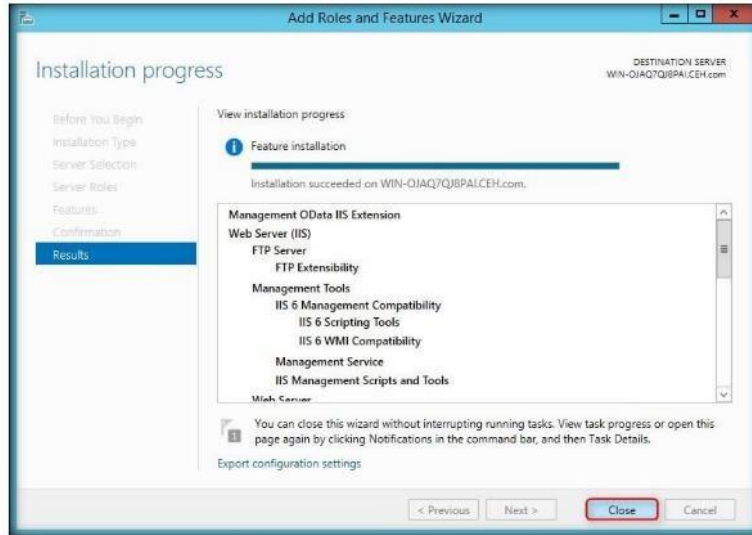 Add Roles and Features Wizard
Installation progress
DESTINATION SERVER
WIN-OJAQ7QJ8PAI.CEH.com
Before You Begin
Installation Type
Server Selection
Server Roles
Features
Confirmation
Results
View installation progress
Feature installation
Installation succeeded on WIN-OJAQ7QJ8PAI.CEH.com.
Management OData IIS Extension
Web Server (IIS)
FTP Server
FTP Extensibility
Management Tools
IIS 6 Management Compatibility
IIS 6 Scripting Tools
IIS 6 WMI Compatibility
Management Service
IIS Management Scripts and Tools
Web Server
1
You can close this wizard without interrupting running tasks. View task progress or open this
page again by clicking Notifications in the command bar, and then Task Details.
Export configuration settings
< Previous
Next >
Close
Cancel